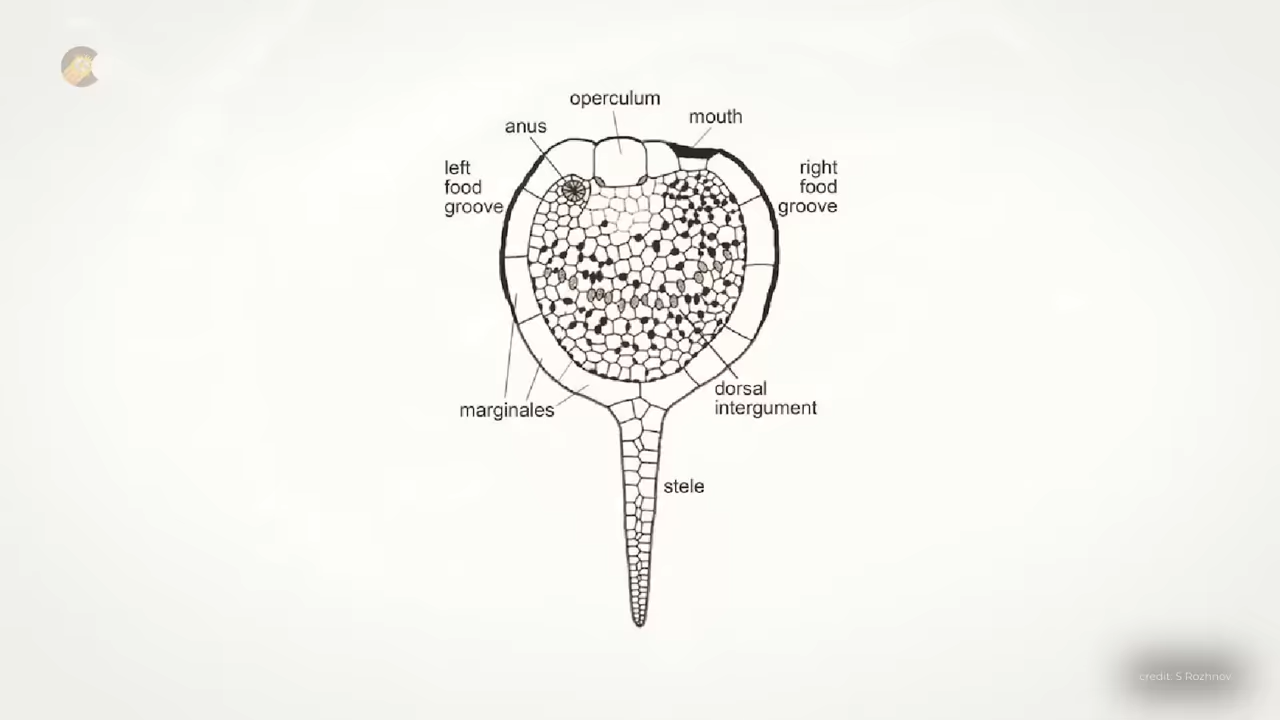 operculum
mouth
anus
left
food
groove
right
food
groove
marginales
dorsal
intergument
stele
credit: S Rozhnov